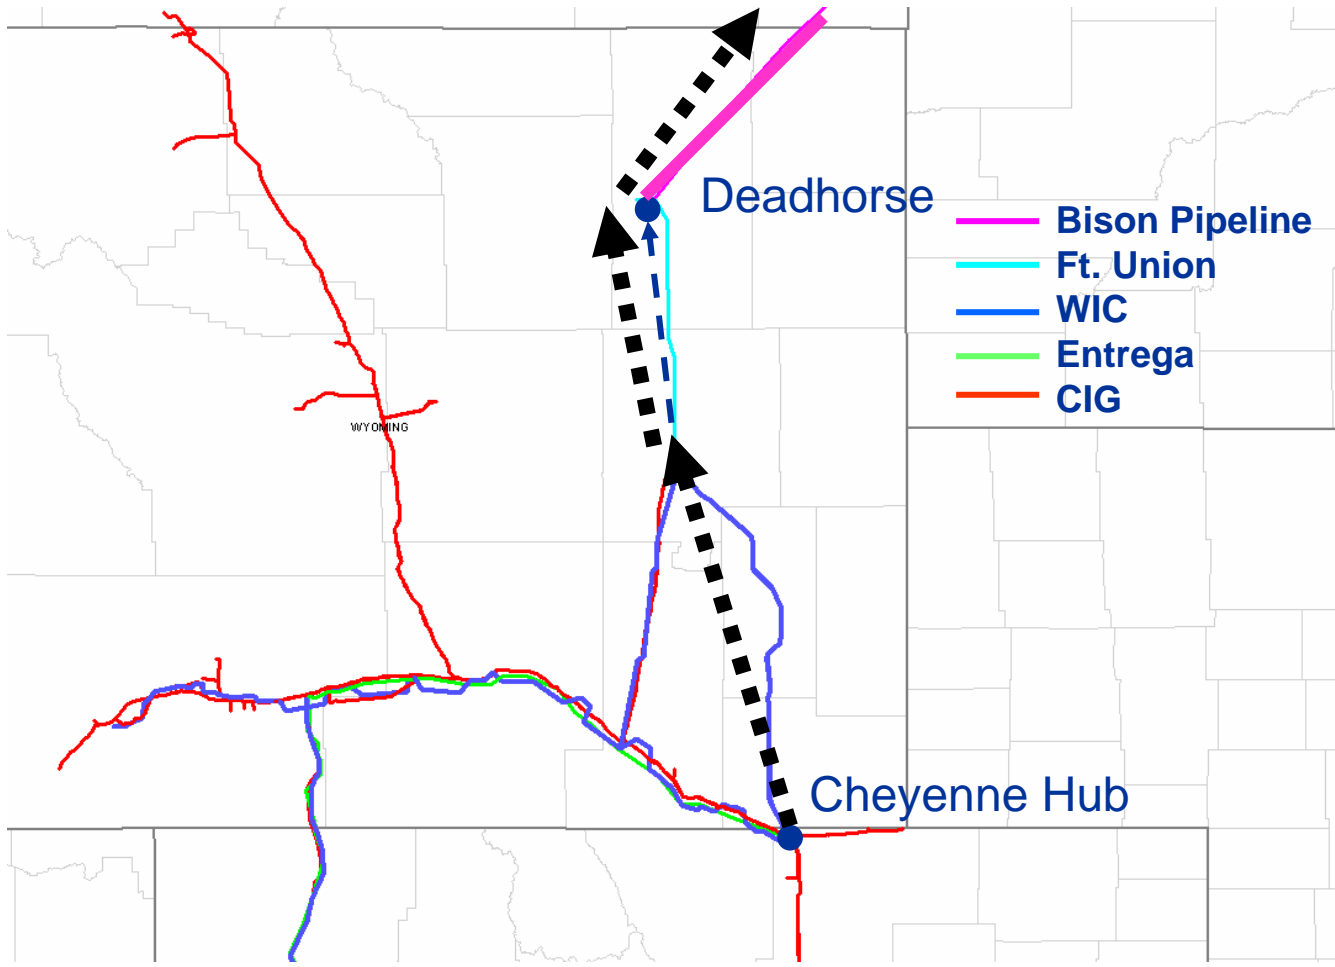 Deadhorse
Bison Pipeline
Ft. Union
WIC
Entrega
CIG
WYOMING
Cheyenne Hub